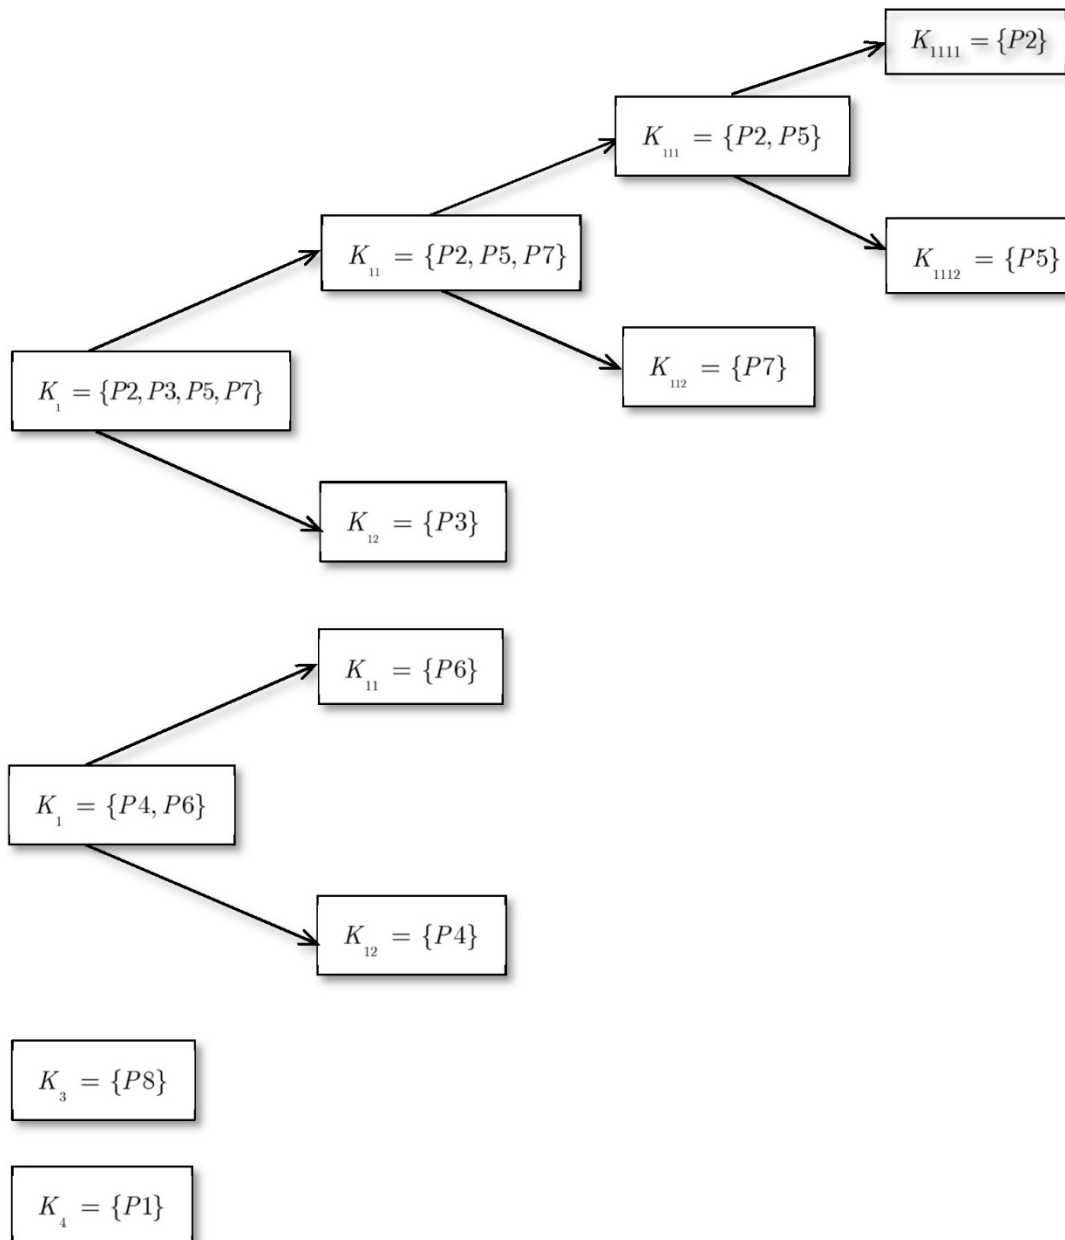 K₁₁₁₁ = {P2}
K₁₁₁ = {P2, P5}
K₁₁ = {P2, P5, P7}
K₁₁₁₂ = {P5}
K₁₁₂ = {P7}
K₁ = {P2, P3, P5, P7}
K₁₂ = {P3}
K₁₁ = {P6}
K₁ = {P4, P6}
K₁₂ = {P4}
K₃ = {P8}
K₄ = {P1}